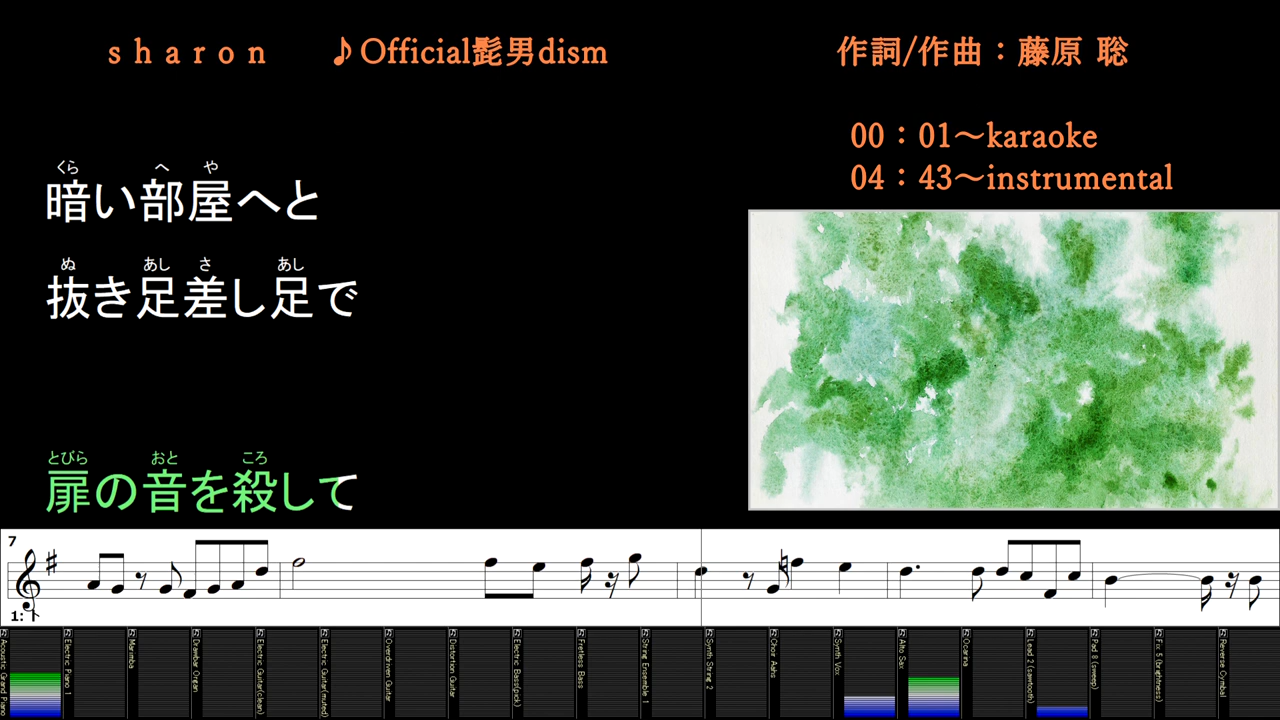 sharon ♪Official髭男dism
作詞/作曲：藤原 聡
00：01～karaoke
04：43～instrumental
くら へ や
暗い部屋へと
ぬ あし さ あし
抜き足差し足で
とびら おと ころ
扉の音を殺して
7
1: ト
Acoustic Grand Piano
Electric Piano 1
Marimba
Drawbar Organ
Electric Guitar(clean)
Electric Guitar(muted)
Overdriven Guitar
Distortion Guitar
Electric Bass(pick)
Fretless Bass
String Ensemble 1
Synth String 2
Choir Aahs
Synth Vox
Alto Sax
Ocarina
Lead 2 (sawtooth)
Pad 8 (sweep)
FX 5 (brightness)
Reverse Cymbal